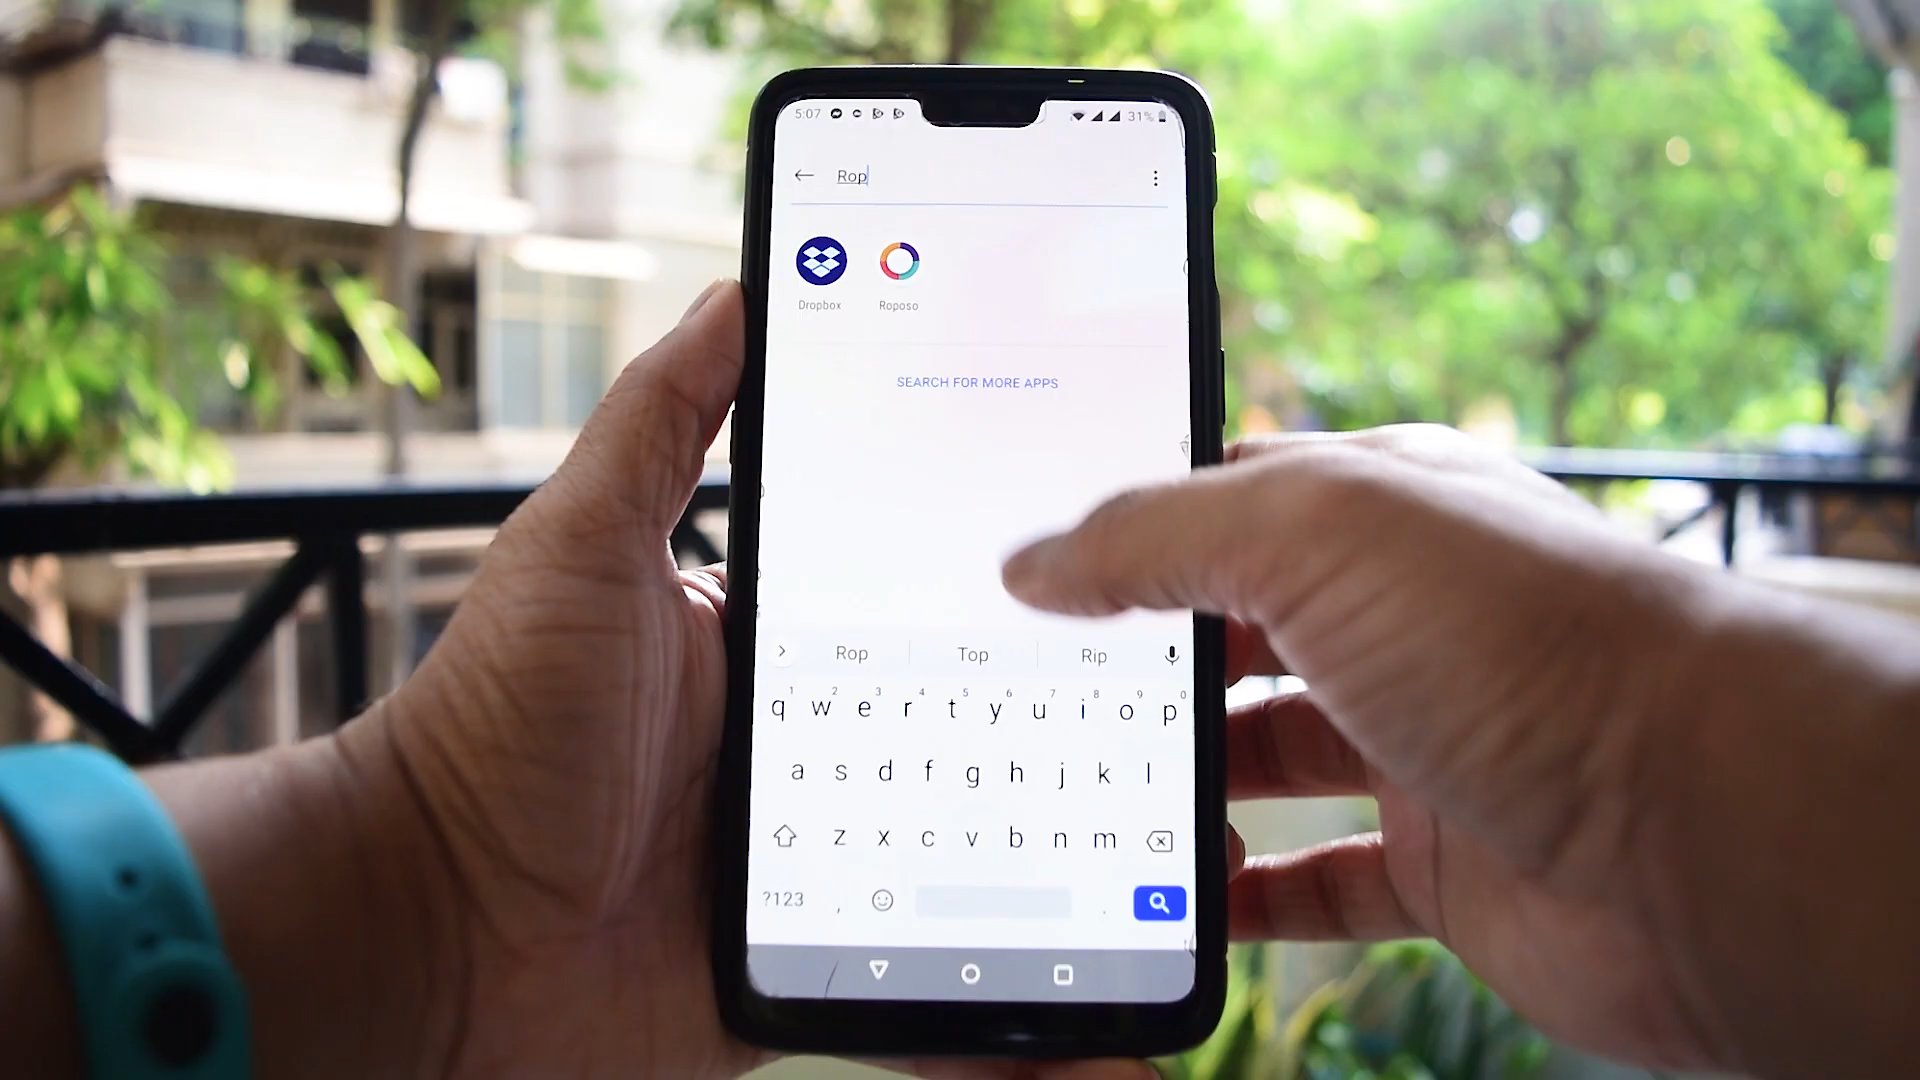 5:07 31%
Rop
Dropbox Roposo
SEARCH FOR MORE APPS
Rop Top Rip
1 2 3 4 5 6 7 8 9 0
q w e r t y u i o p
a s d f g h j k l
z x c v b n m
?123 , .